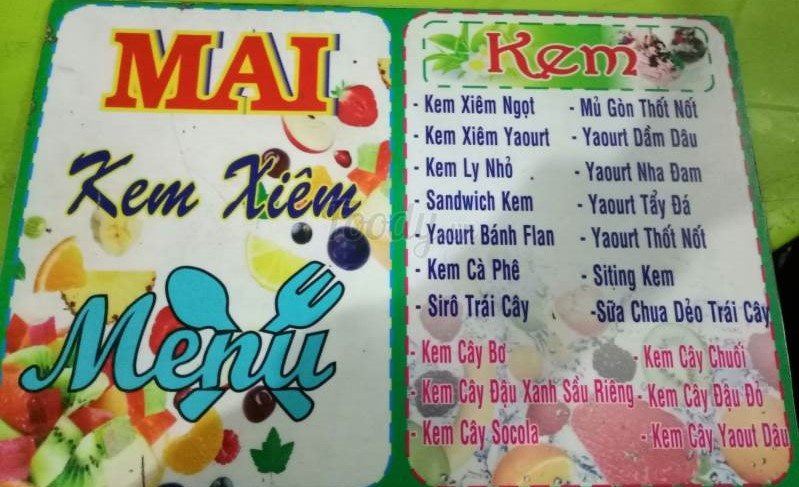 MAI
Kem Xiêm
Menu
foody
Kem
- Kem Xiêm Ngọt
- Kem Xiêm Yaourt
- Kem Ly Nhỏ
- Sandwich Kem
- Yaourt Bánh Flan
- Kem Cà Phê
- Sirô Trái Cây
- Mủ Gòn Thốt Nốt
- Yaourt Dầm Dâu
- Yaourt Nha Đam
- Yaourt Tẩy Đá
- Yaourt Thốt Nốt
- Siting Kem
-Sữa Chua Dẻo Trái Cây
- Kem Cây Bơ
- Kem Cây Đậu Xanh Sầu Riêng
- Kem Cây Socola
- Kem Cây Chuối
- Kem Cây Đậu Đỏ
- Kem Cây Yaout Dâu